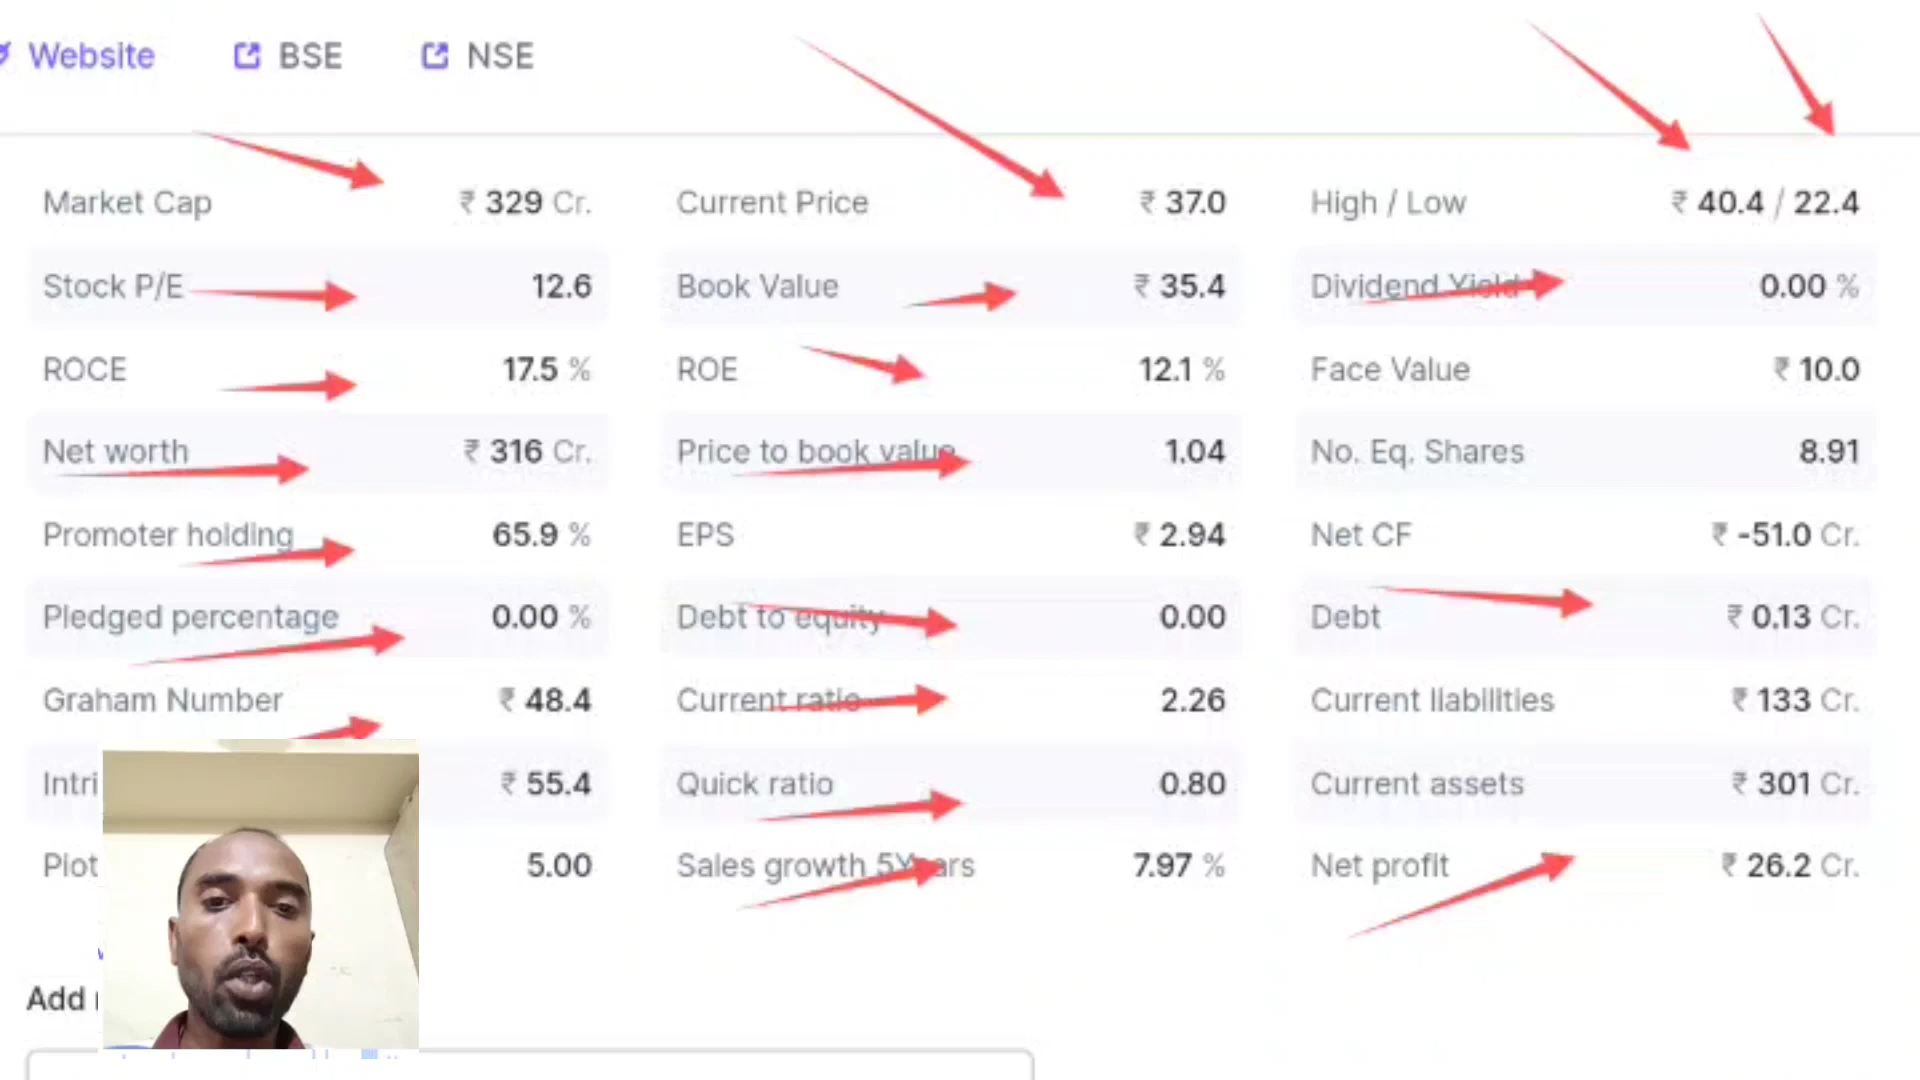 Website BSE NSE
Market Cap ₹ 329 Cr. Current Price ₹ 37.0 High / Low ₹ 40.4 / 22.4
Stock P/E 12.6 Book Value ₹ 35.4 Dividend Yield 0.00 %
ROCE 17.5 % ROE 12.1 % Face Value ₹ 10.0
Net worth ₹ 316 Cr. Price to book value 1.04 No. Eq. Shares 8.91
Promoter holding 65.9 % EPS ₹ 2.94 Net CF ₹ -51.0 Cr.
Pledged percentage 0.00 % Debt to equity 0.00 Debt ₹ 0.13 Cr.
Graham Number ₹ 48.4 Current ratio 2.26 Current liabilities ₹ 133 Cr.
Intri ₹ 55.4 Quick ratio 0.80 Current assets ₹ 301 Cr.
Piot 5.00 Sales growth 5Years 7.97 % Net profit ₹ 26.2 Cr.
Add